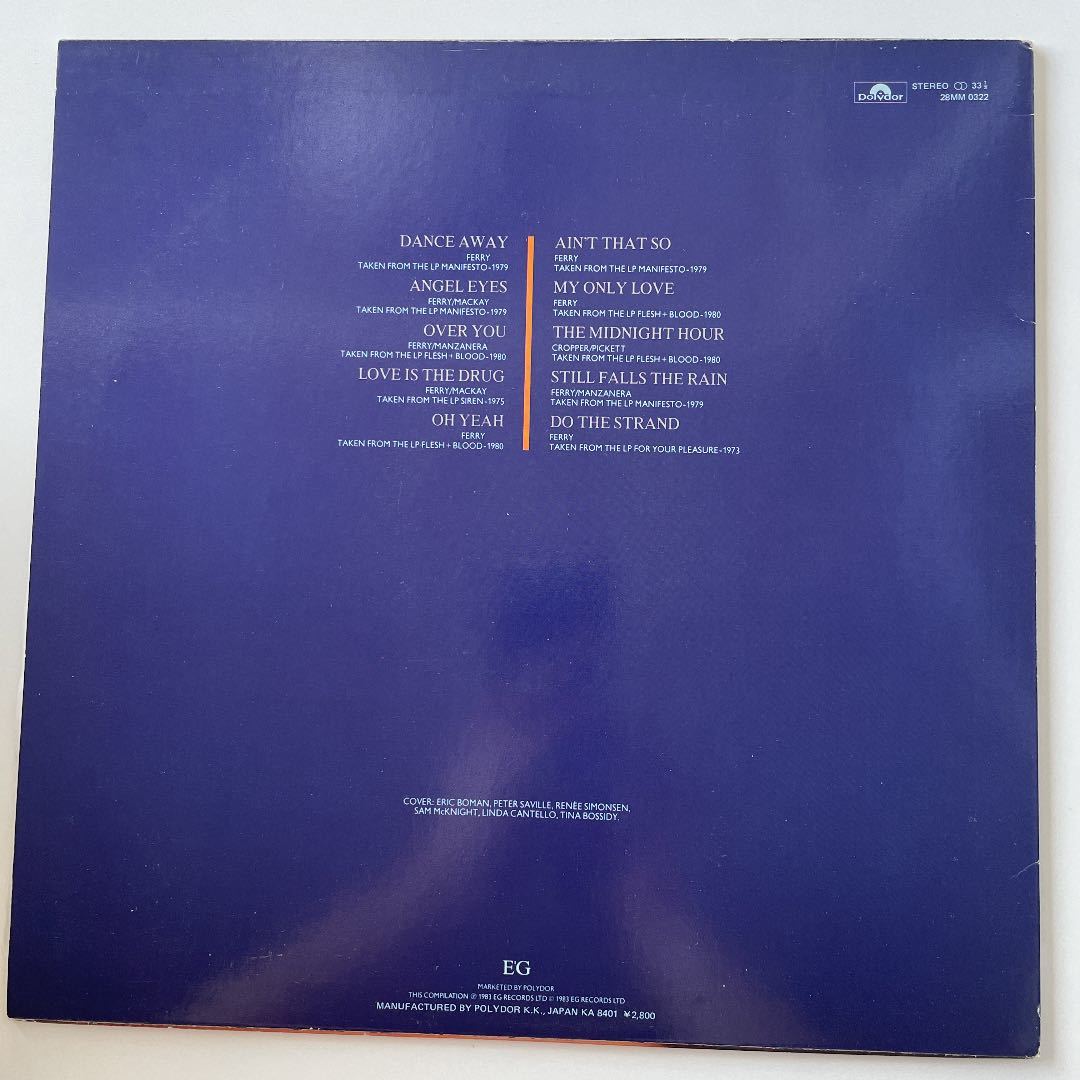 Polydor
STEREO 33⅓
28MM 0322
DANCE AWAY
FERRY
TAKEN FROM THE LP MANIFESTO-1979
ANGEL EYES
FERRY/MACKAY
TAKEN FROM THE LP MANIFESTO-1979
OVER YOU
FERRY/MANZANERA
TAKEN FROM THE LP FLESH + BLOOD-1980
LOVE IS THE DRUG
FERRY/MACKAY
TAKEN FROM THE LP SIREN-1975
OH YEAH
FERRY
TAKEN FROM THE LP FLESH + BLOOD-1980
AIN'T THAT SO
FERRY
TAKEN FROM THE LP MANIFESTO-1979
MY ONLY LOVE
FERRY
TAKEN FROM THE LP FLESH + BLOOD-1980
THE MIDNIGHT HOUR
CROPPER/PICKETT
TAKEN FROM THE LP FLESH + BLOOD-1980
STILL FALLS THE RAIN
FERRY/MANZANERA
TAKEN FROM THE LP MANIFESTO-1979
DO THE STRAND
FERRY
TAKEN FROM THE LP FOR YOUR PLEASURE-1973
COVER: ERIC BOMAN, PETER SAVILLE, RENÉE SIMONSEN,
SAM McKNIGHT, LINDA CANTELLO, TINA BOSSIDY.
E'G
MARKETED BY POLYDOR
THIS COMPILATION ℗ 1983 EG RECORDS LTD © 1983 EG RECORDS LTD
MANUFACTURED BY POLYDOR K.K., JAPAN KA 8401 ¥2,800